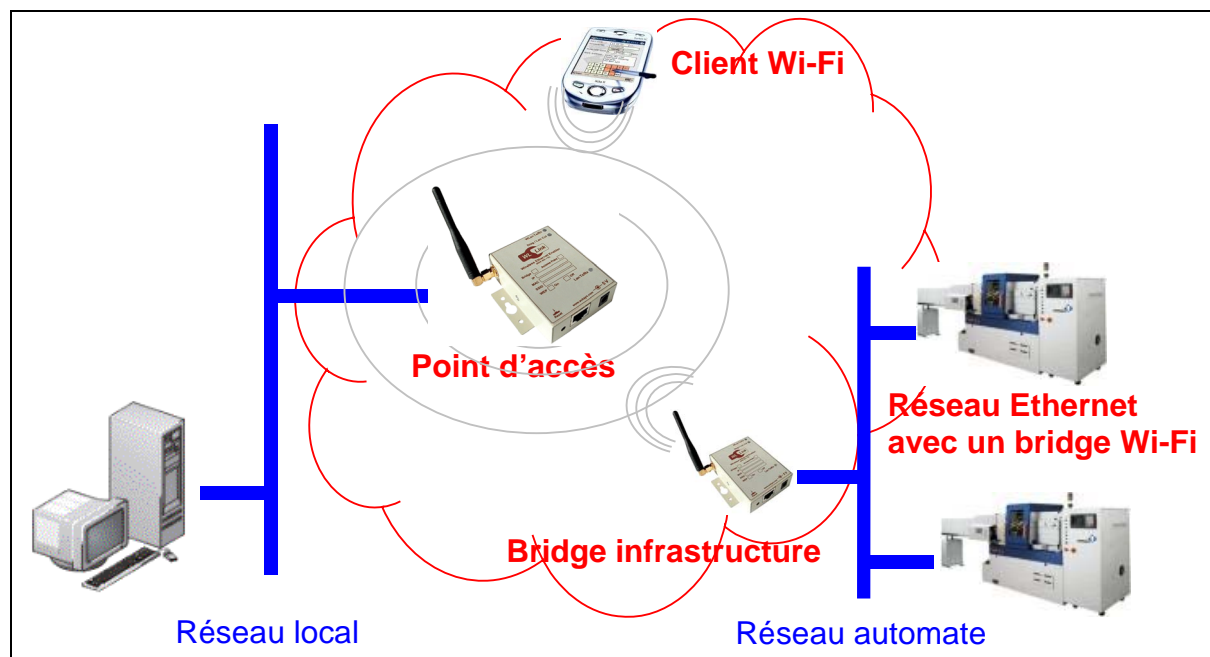 Client Wi-Fi
Point d'accès
Réseau Ethernet
avec un bridge Wi-Fi
Bridge infrastructure
Réseau local
Réseau automate